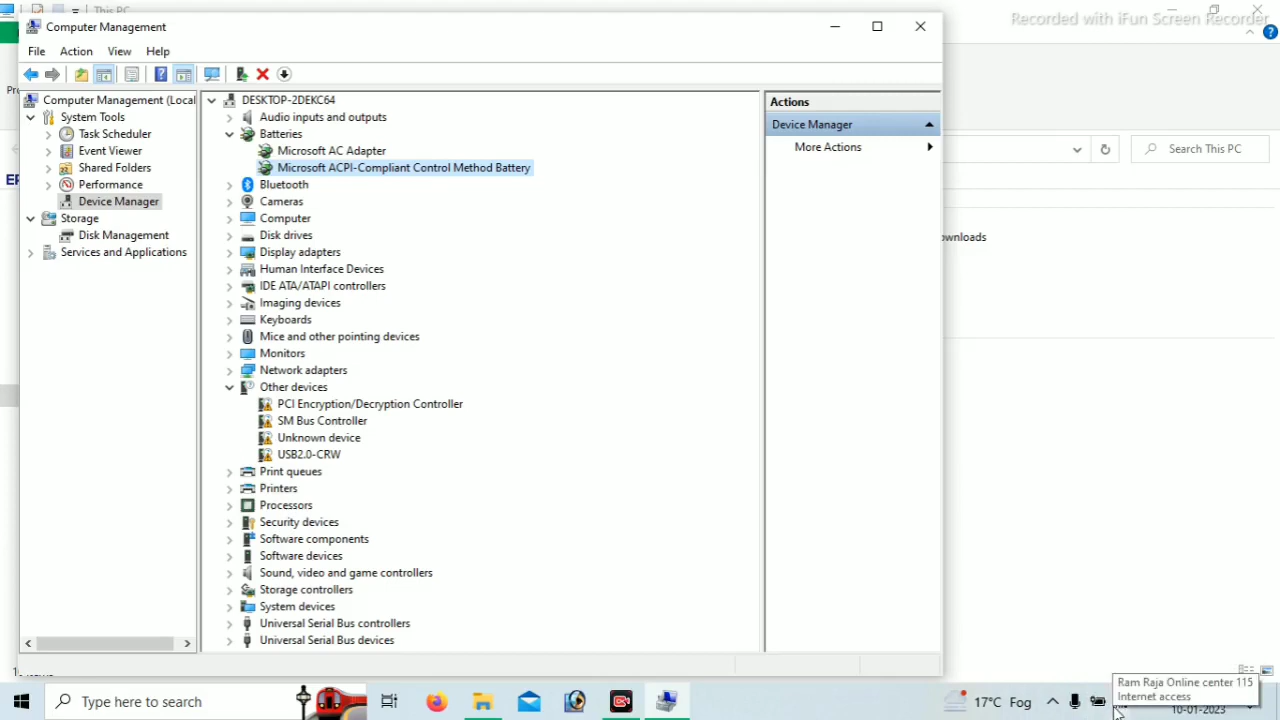 This PC
Recorded with iFun Screen Recorder
Computer Management
File Action View Help
Computer Management (Local
System Tools
Task Scheduler
Event Viewer
Shared Folders
Performance
Device Manager
Storage
Disk Management
Services and Applications
DESKTOP-2DEKC64
Audio inputs and outputs
Batteries
Microsoft AC Adapter
Microsoft ACPI-Compliant Control Method Battery
Bluetooth
Cameras
Computer
Disk drives
Display adapters
Human Interface Devices
IDE ATA/ATAPI controllers
Imaging devices
Keyboards
Mice and other pointing devices
Monitors
Network adapters
Other devices
PCI Encryption/Decryption Controller
SM Bus Controller
Unknown device
USB2.0-CRW
Print queues
Printers
Processors
Security devices
Software components
Software devices
Sound, video and game controllers
Storage controllers
System devices
Universal Serial Bus controllers
Universal Serial Bus devices
Actions
Device Manager
More Actions
Search This PC
wnloads
Ram Raja Online center 115
Internet access
Type here to search
17°C Fog
10-01-2023